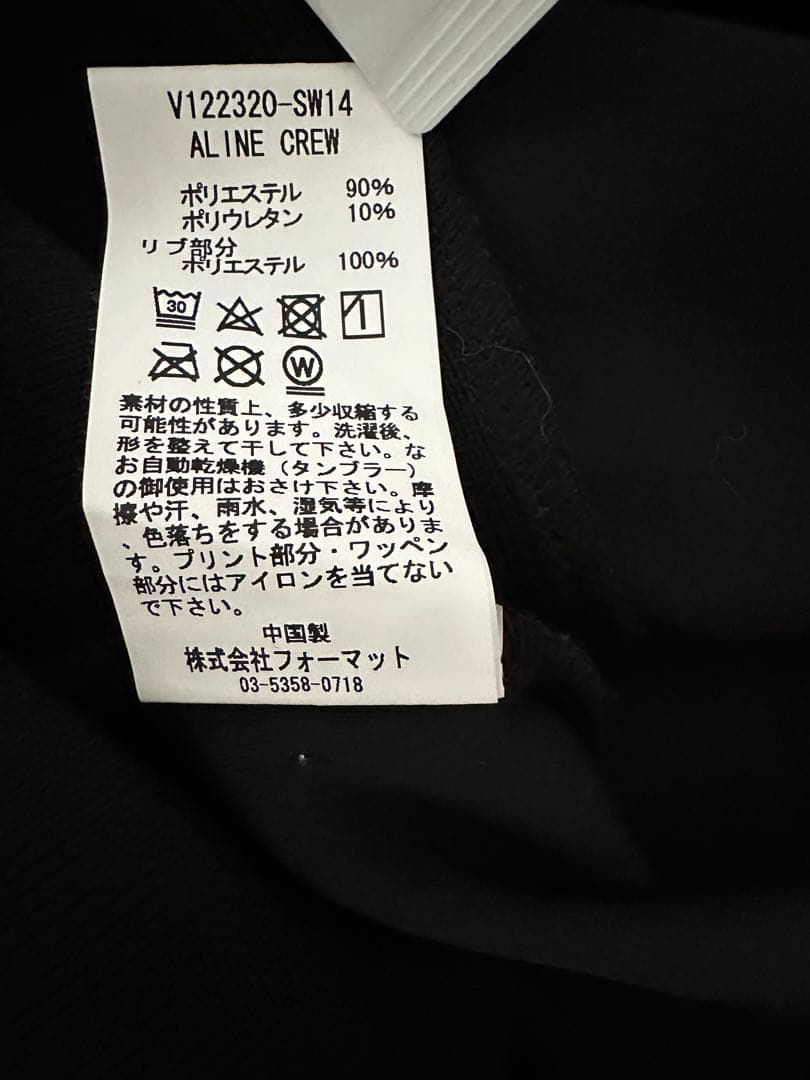 V122320-SW14
ALINE CREW
ポリエステル 90%
ポリウレタン 10%
リブ部分
ポリエステル 100%
30
W
素材の性質上、多少収縮する
可能性があります。洗濯後、
形を整えて干して下さい。な
お自動乾燥機（タンブラー）
の御使用はおさけ下さい。摩
擦や汗、雨水、湿気等により
、色落ちをする場合がありま
す。プリント部分・ワッペン
部分にはアイロンを当てない
で下さい。
中国製
株式会社フォーマット
03-5358-0718